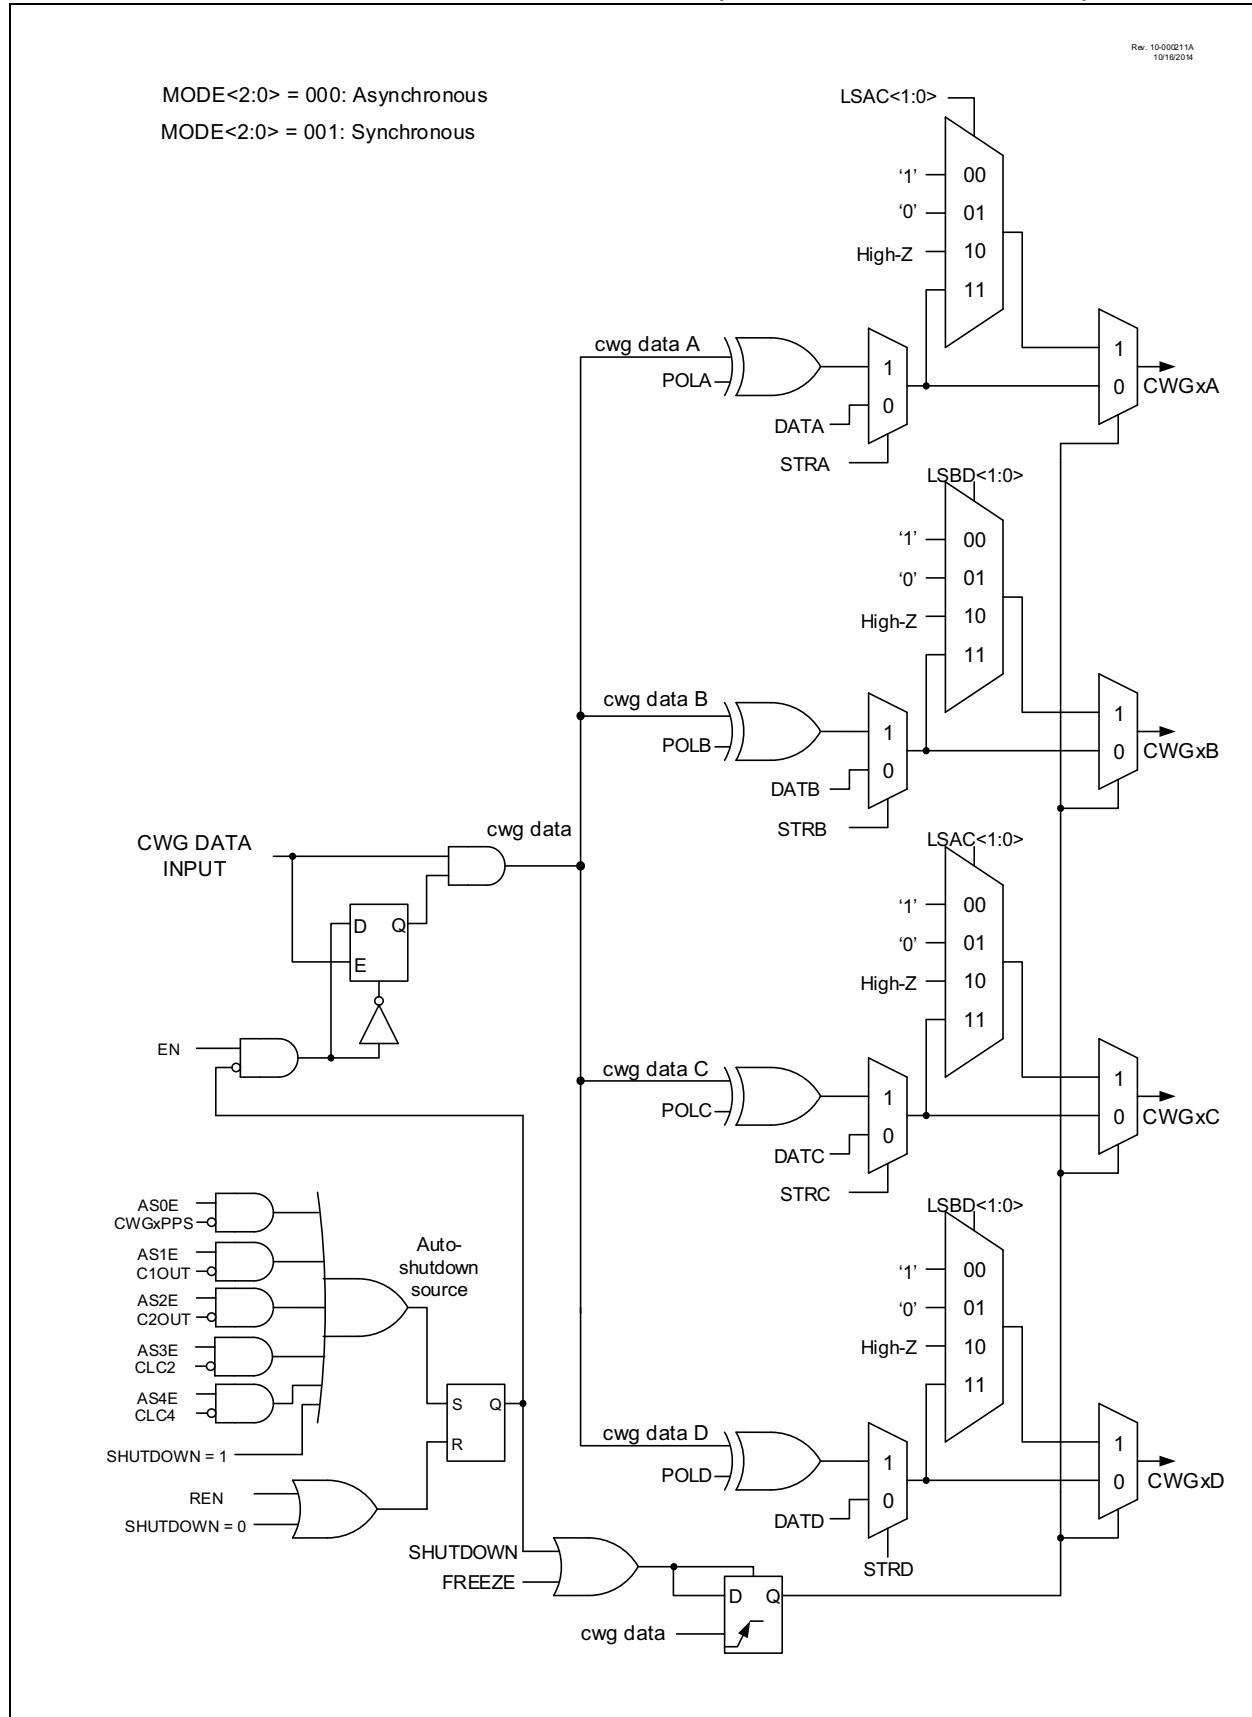 Rev. 10-000211A
10/16/2014
MODE<2:0> = 000: Asynchronous
MODE<2:0> = 001: Synchronous
LSAC<1:0>
‘1’
00
‘0’
01
High-Z
10
11
cwg data A
POLA
1
0
DATA
STRA
1
0
CWGxA
LSBD<1:0>
‘1’
00
‘0’
01
High-Z
10
11
cwg data B
POLB
1
0
DATB
STRB
1
0
CWGxB
CWG DATA
INPUT
cwg data
D
Q
E
EN
LSAC<1:0>
‘1’
00
‘0’
01
High-Z
10
11
cwg data C
POLC
1
0
DATC
STRC
1
0
CWGxC
AS0E
CWGxPPS
AS1E
C1OUT
AS2E
C2OUT
AS3E
CLC2
AS4E
CLC4
SHUTDOWN = 1
Auto-
shutdown
source
S
Q
R
REN
SHUTDOWN = 0
LSBD<1:0>
‘1’
00
‘0’
01
High-Z
10
11
cwg data D
POLD
1
0
DATD
STRD
1
0
CWGxD
SHUTDOWN
FREEZE
D
Q
cwg data